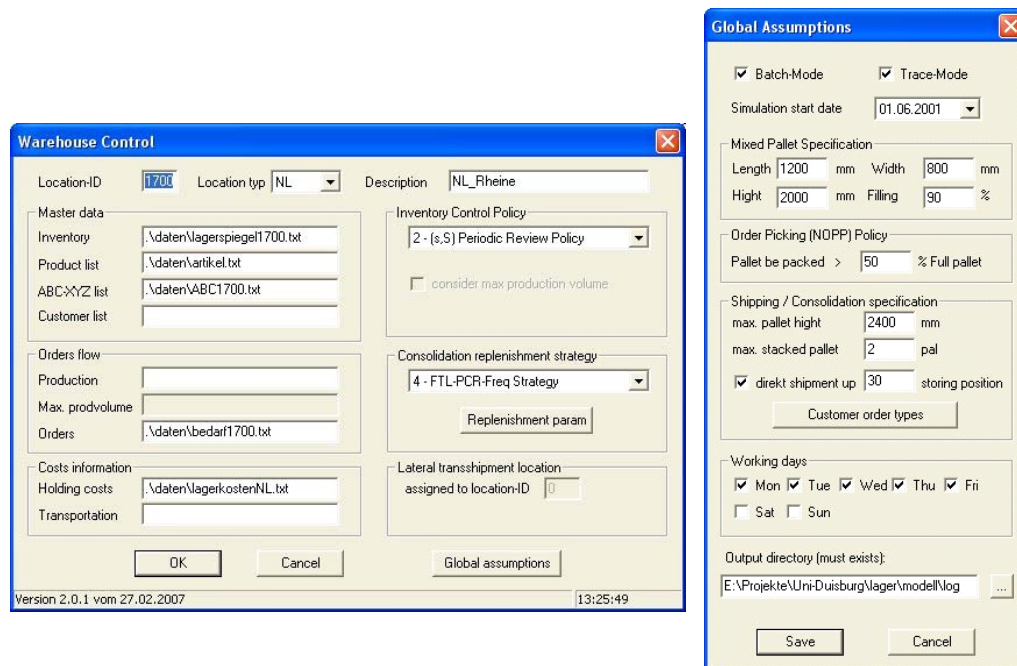 Warehouse Control
Location-ID 1700 Location typ NL Description NL_Rheine
Master data
Inventory .\daten\lagerspiegel1700.txt
Product list .\daten\artikel.txt
ABC-XYZ list .\daten\ABC1700.txt
Customer list
Orders flow
Production
Max. prodvolume
Orders .\daten\bedarf1700.txt
Costs information
Holding costs .\daten\lagerkostenNL.txt
Transportation
Inventory Control Policy
2 - (s,S) Periodic Review Policy
consider max production volume
Consolidation replenishment strategy
4 - FTL-PCR-Freq Strategy
Replenishment param
Lateral transshipment location
assigned to location-ID 0
OK Cancel Global assumptions
Version 2.0.1 vom 27.02.2007 13:25:49
Global Assumptions
Batch-Mode Trace-Mode
Simulation start date 01.06.2001
Mixed Pallet Specification
Length 1200 mm Width 800 mm
Hight 2000 mm Filling 90 %
Order Picking (NOPP) Policy
Pallet be packed > 50 % Full pallet
Shipping / Consolidation specification
max. pallet hight 2400 mm
max. stacked pallet 2 pal
direkt shipment up 30 storing position
Customer order types
Working days
Mon Tue Wed Thu Fri
Sat Sun
Output directory (must exists):
E:\Projekte\Uni-Duisburg\lager\modell\log ...
Save Cancel